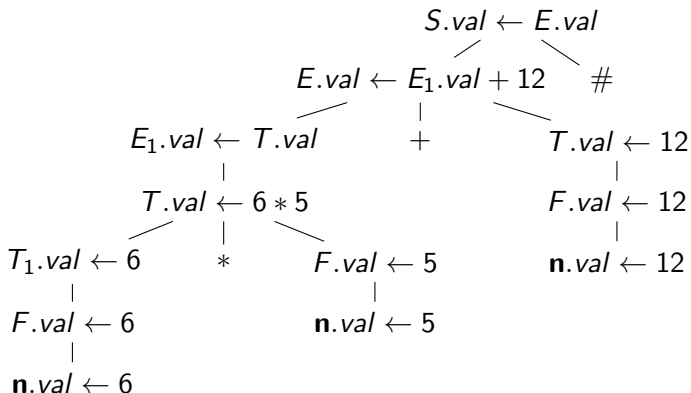 S.val ← E.val
E.val ← E₁.val + 12 #
E₁.val ← T.val + T.val ← 12
T.val ← 6 * 5 F.val ← 12
T₁.val ← 6 * F.val ← 5 n.val ← 12
F.val ← 6 n.val ← 5
n.val ← 6